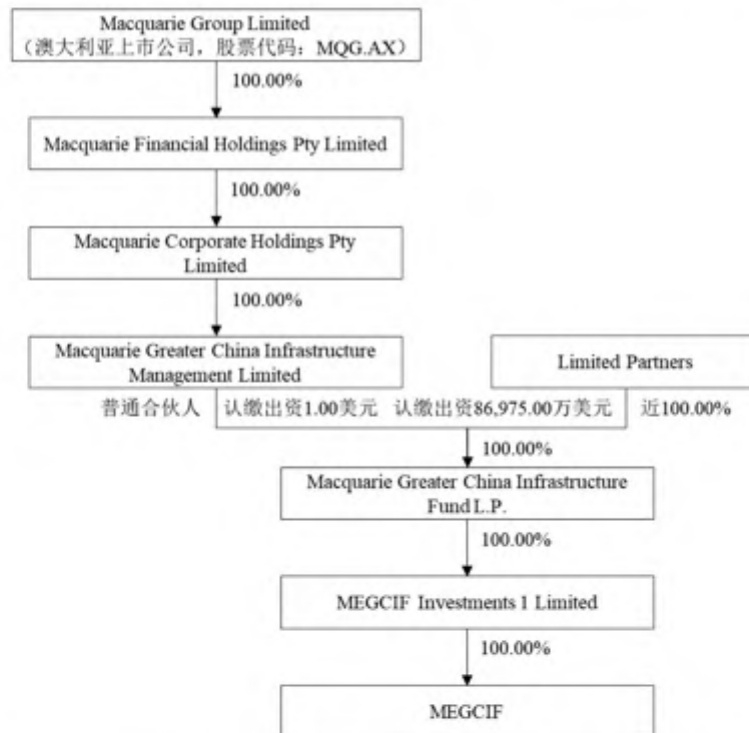 Macquarie Group Limited
（澳大利亚上市公司，股票代码：MQG.AX）
100.00%
Macquarie Financial Holdings Pty Limited
100.00%
Macquarie Corporate Holdings Pty
Limited
100.00%
Macquarie Greater China Infrastructure
Management Limited
Limited Partners
普通合伙人 认缴出资1.00美元 认缴出资86,975.00万美元 近100.00%
100.00%
Macquarie Greater China Infrastructure
Fund L.P.
100.00%
MEGCIF Investments 1 Limited
100.00%
MEGCIF